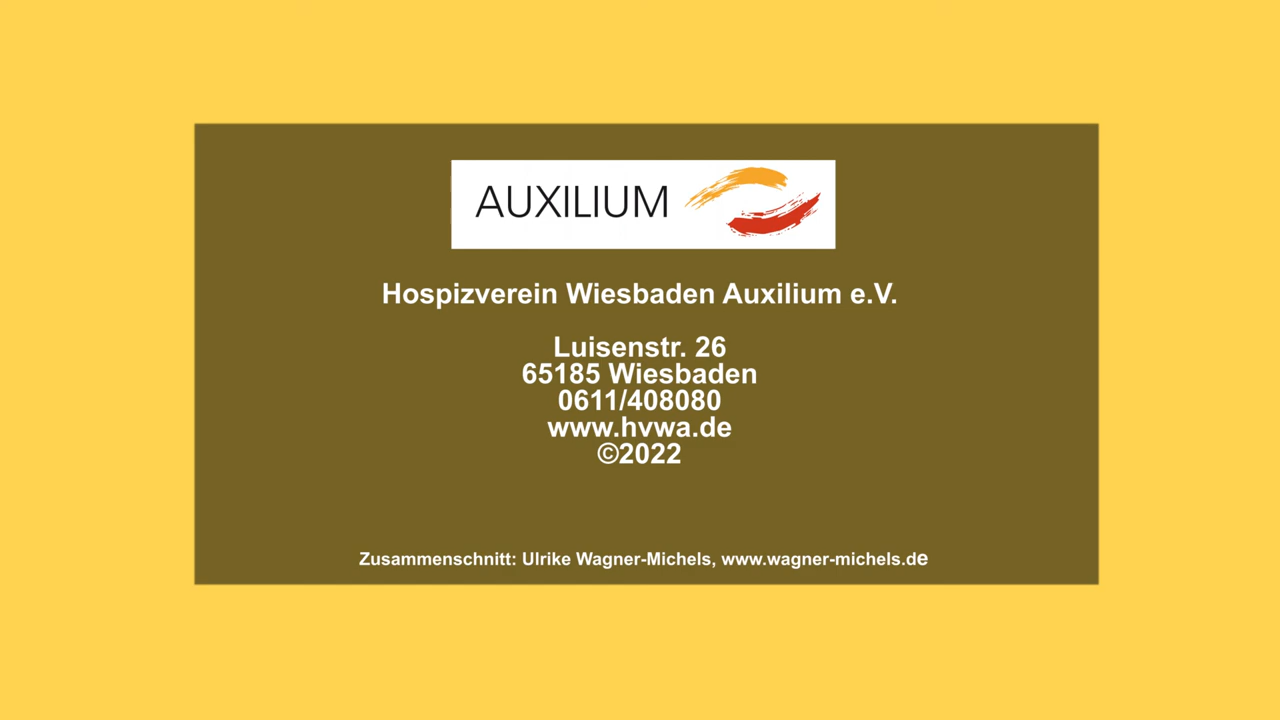 AUXILIUM
Hospizverein Wiesbaden Auxilium e.V.
Luisenstr. 26
65185 Wiesbaden
0611/408080
www.hvwa.de
©2022
Zusammenschnitt: Ulrike Wagner-Michels, www.wagner-michels.de